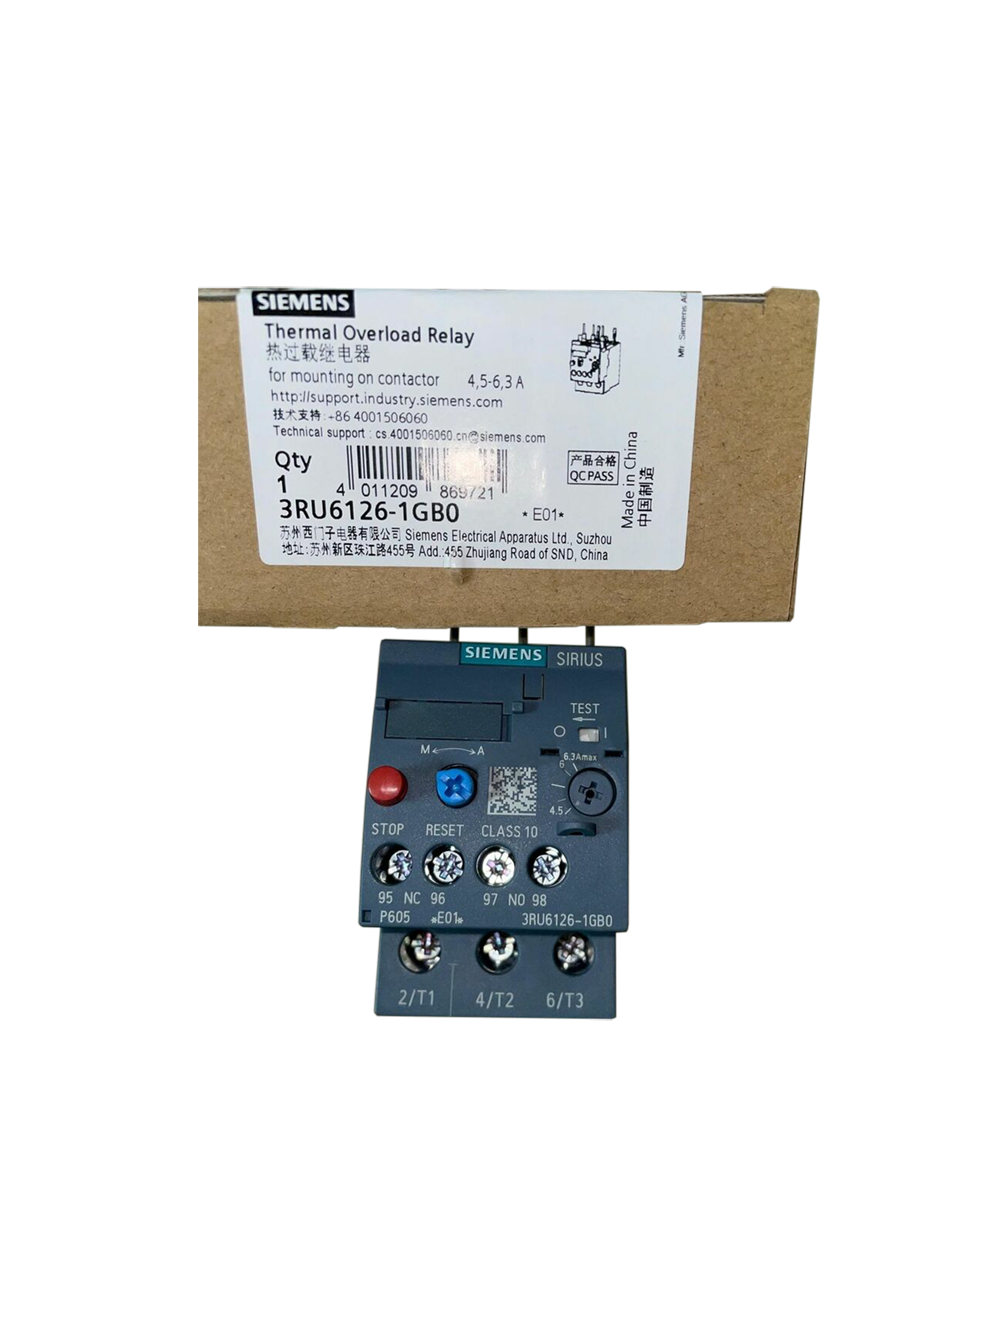 SIEMENS
Thermal Overload Relay
热过载继电器
for mounting on contactor 4,5-6,3 A
http://support.industry.siemens.com
技术支持:+86 4001506060
Technical support : cs.4001506060.cn@siemens.com
Qty
1
4 011209 869721
产品合格
QC PASS
3RU6126-1GB0
*E01*
苏州西门子电器有限公司 Siemens Electrical Apparatus Ltd., Suzhou
地址:苏州新区珠江路455号 Add.:455 Zhujiang Road of SND, China
Made in China
中国制造
Mfr. Siemens AG
SIEMENS SIRIUS
TEST
O I
M A
6.3Amax
6
4.5
STOP RESET CLASS 10
95 NC 96 97 NO 98
P605 *E01* 3RU6126-1GB0
2/T1 4/T2 6/T3